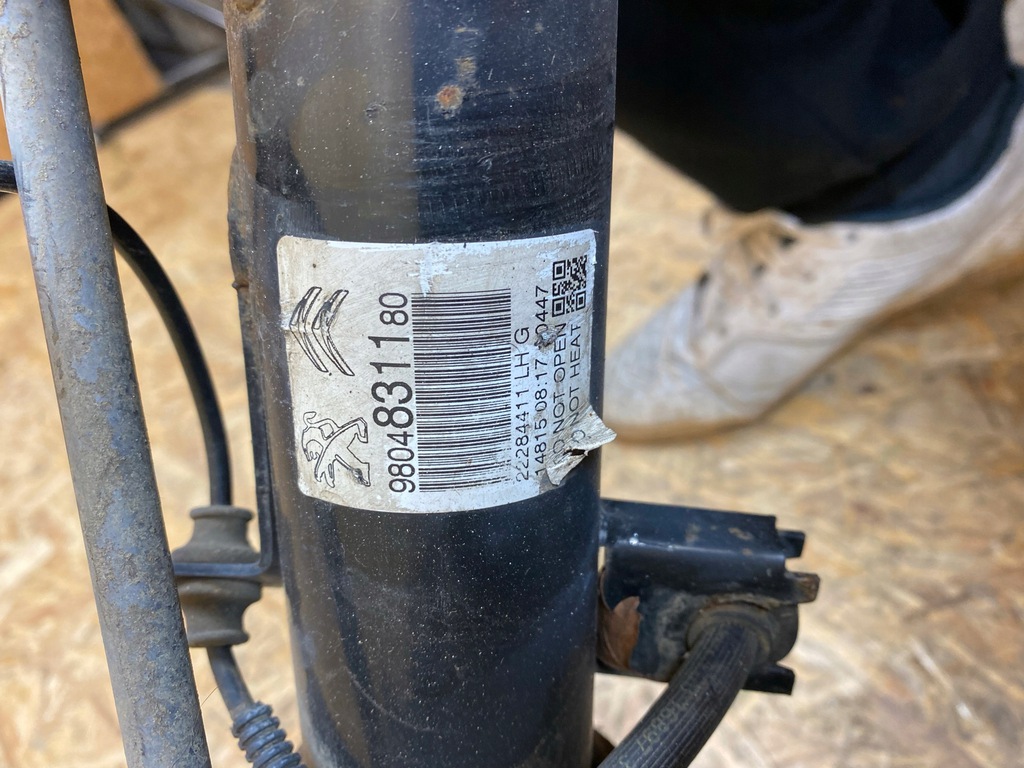 9804831180
22284411 LH G
14815 08:17 0447
DO NOT OPEN
DO NOT HEAT